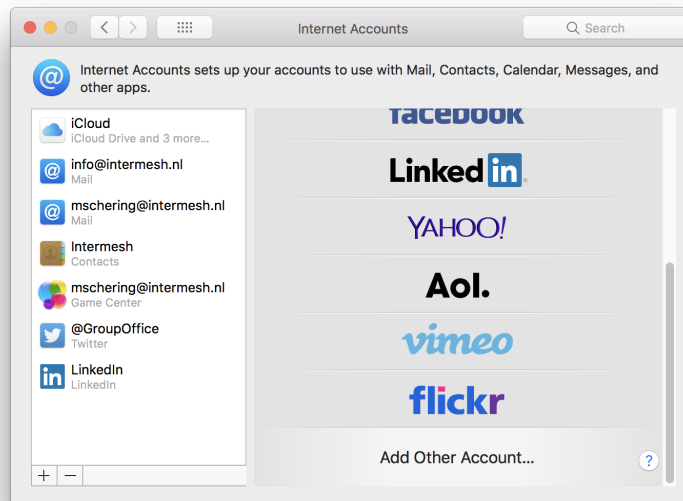 Internet Accounts
Search
Internet Accounts sets up your accounts to use with Mail, Contacts, Calendar, Messages, and
other apps.
iCloud
iCloud Drive and 3 more...
info@intermesh.nl
Mail
mschering@intermesh.nl
Mail
Intermesh
Contacts
mschering@intermesh.nl
Game Center
@GroupOffice
Twitter
LinkedIn
LinkedIn
facebook
Linked in
YAHOO!
Aol.
vimeo
flickr
Add Other Account...
?